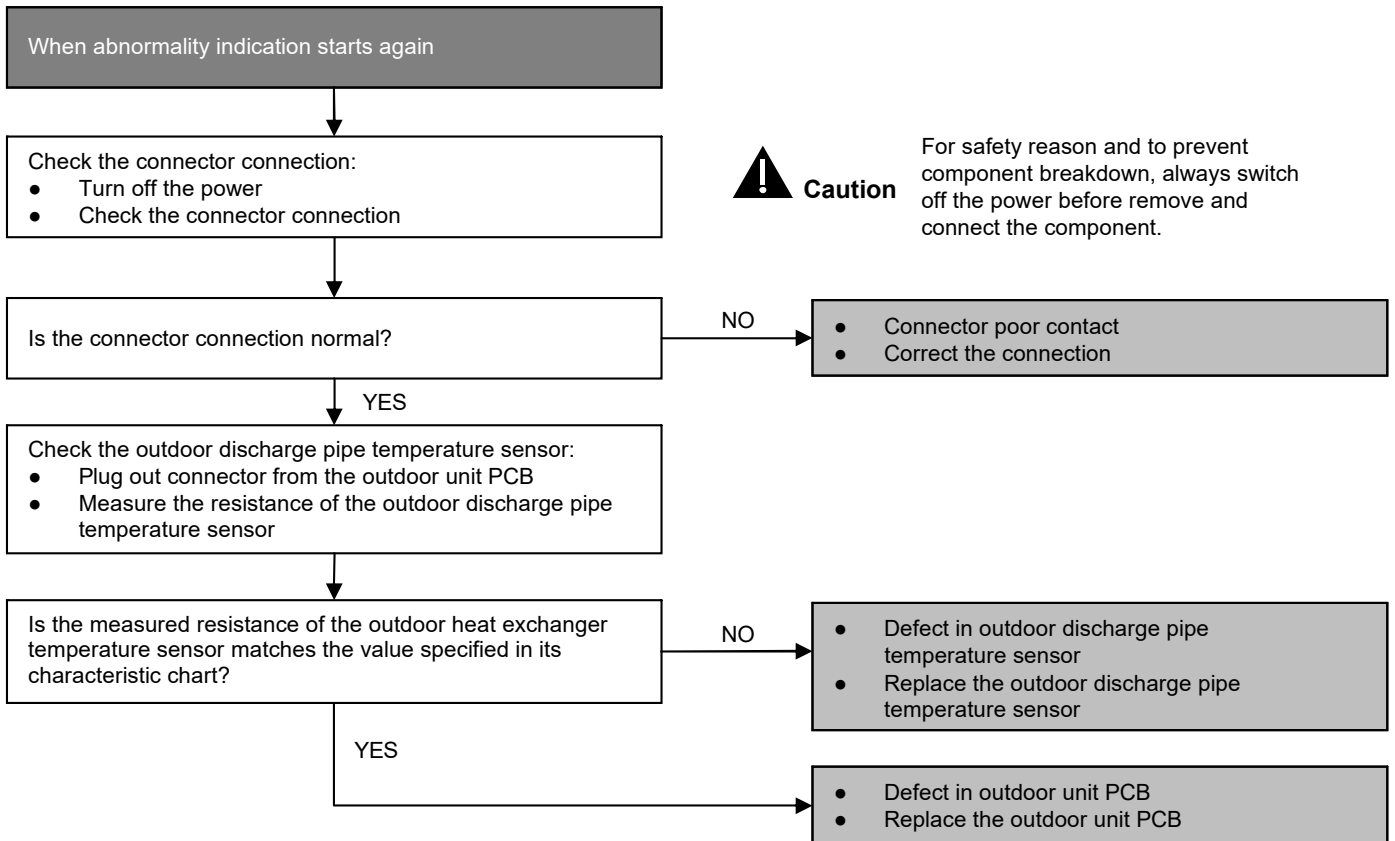 When abnormality indication starts again
Check the connector connection:
● Turn off the power
● Check the connector connection
Caution
For safety reason and to prevent
component breakdown, always switch
off the power before remove and
connect the component.
Is the connector connection normal?
NO
● Connector poor contact
● Correct the connection
YES
Check the outdoor discharge pipe temperature sensor:
● Plug out connector from the outdoor unit PCB
● Measure the resistance of the outdoor discharge pipe
temperature sensor
Is the measured resistance of the outdoor heat exchanger
temperature sensor matches the value specified in its
characteristic chart?
NO
● Defect in outdoor discharge pipe
temperature sensor
● Replace the outdoor discharge pipe
temperature sensor
YES
● Defect in outdoor unit PCB
● Replace the outdoor unit PCB